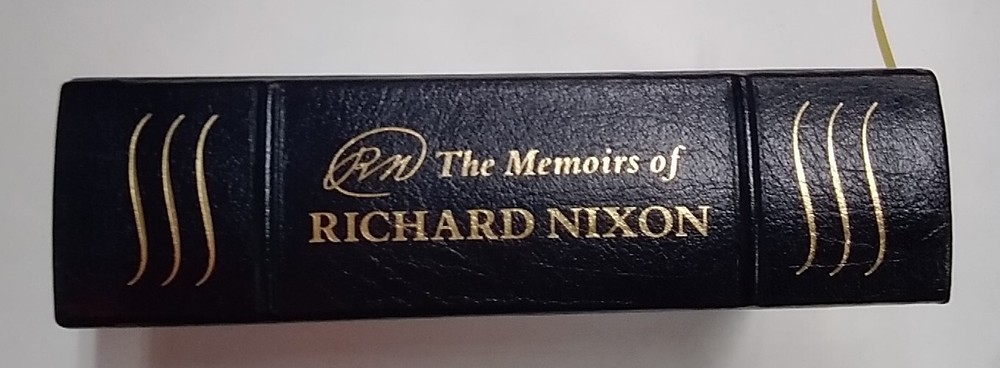 RN The Memoirs of
RICHARD NIXON